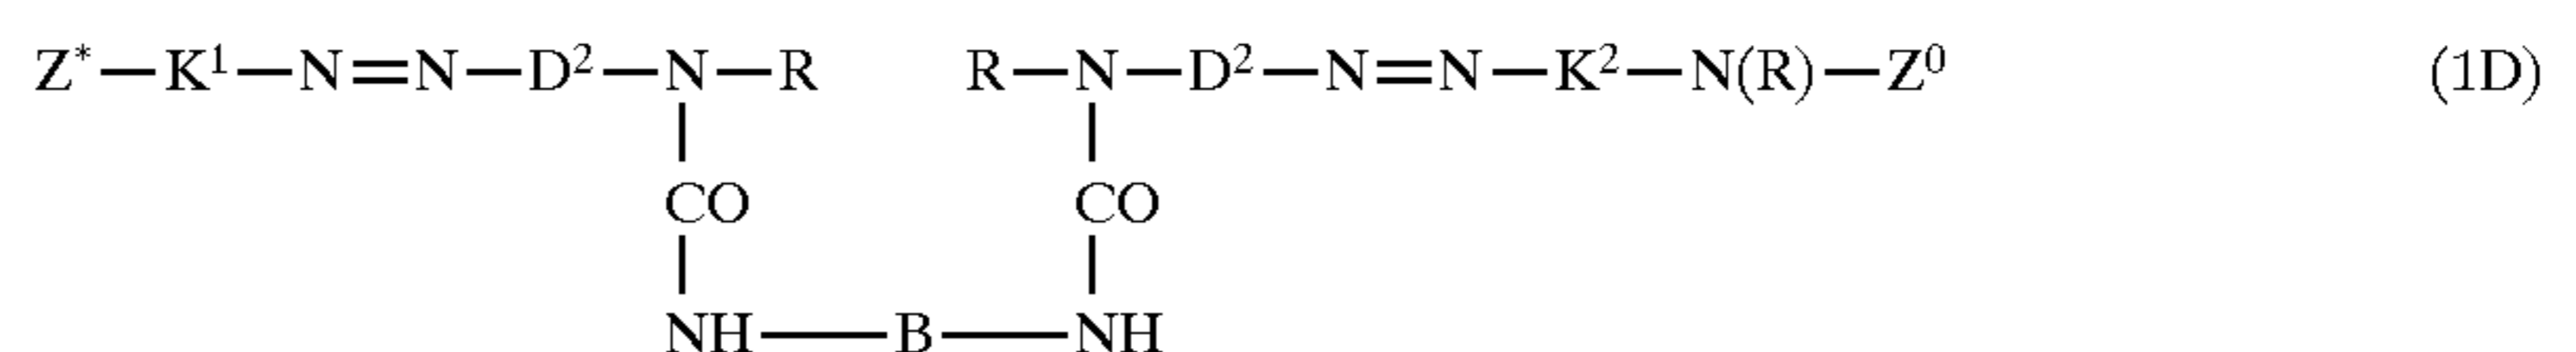 Z*—K¹—N=N—D²—N—R R—N—D²—N=N—K²—N(R)—Z⁰ (1D)
CO CO
NH—B—NH